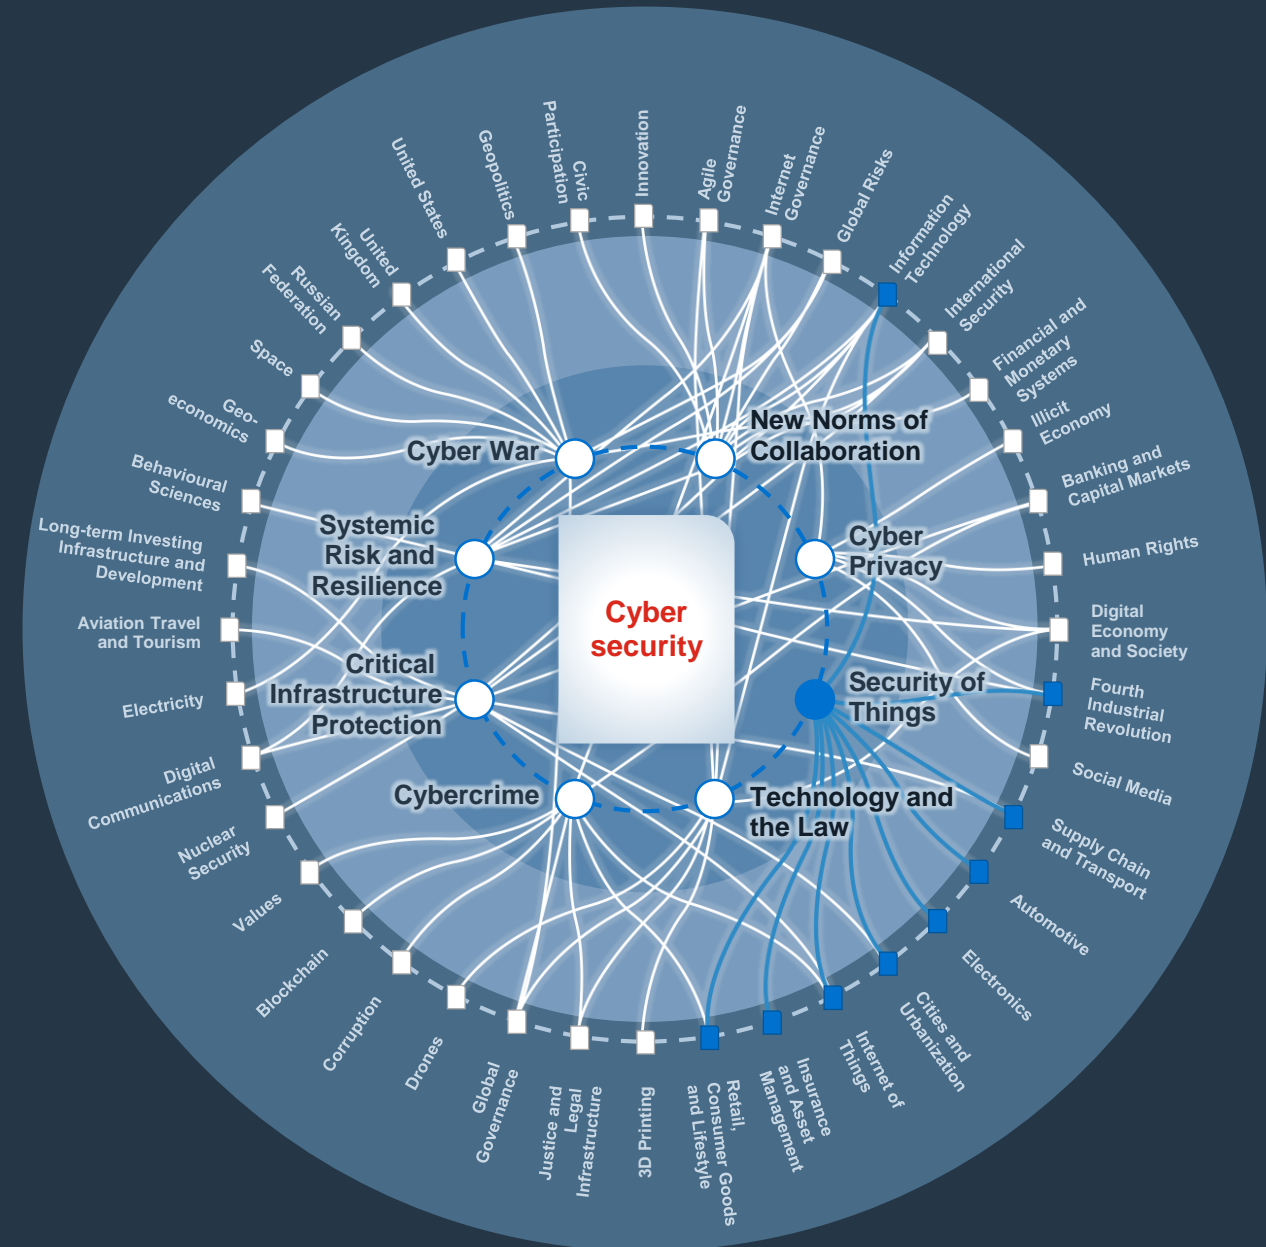 Participation
Civic
Innovation
Agile
Governance
Internet
Governance
Global Risks
Information
Technology
International
Security
Financial and
Monetary
Systems
Illicit
Economy
Banking and
Capital Markets
Human Rights
Digital
Economy
and Society
Fourth
Industrial
Revolution
Social Media
Supply Chain
and Transport
Automotive
Electronics
Cities and
Urbanization
Internet of
Things
Insurance
and Asset
Management
Retail,
Consumer Goods
and Lifestyle
3D Printing
Justice and
Legal
Infrastructure
Global
Governance
Drones
Corruption
Blockchain
Values
Nuclear
Security
Digital
Communications
Electricity
Aviation Travel
and Tourism
Long-term Investing
Infrastructure and
Development
Behavioural
Sciences
Geo-
economics
Space
Russian
Federation
United
Kingdom
United States
Geopolitics
Cyber War
New Norms of
Collaboration
Systemic
Risk and
Resilience
Cyber
Privacy
Cyber
security
Critical
Infrastructure
Protection
Security of
Things
Cybercrime
Technology and
the Law